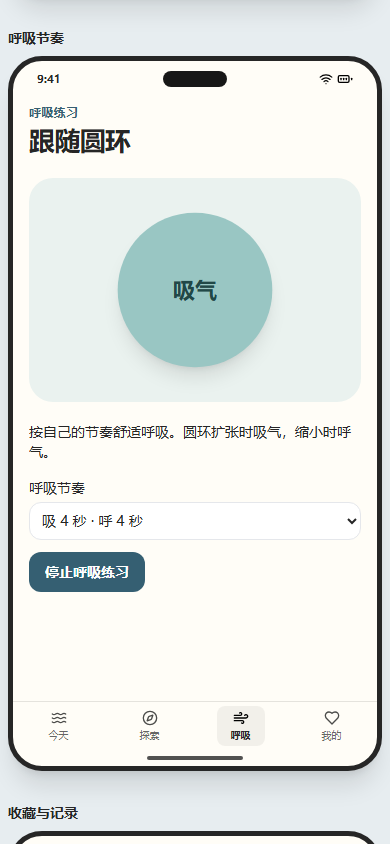 呼吸节奏
9:41
呼吸练习
跟随圆环
吸气
按自己的节奏舒适呼吸。圆环扩张时吸气，缩小时呼
气。
呼吸节奏
吸 4 秒 · 呼 4 秒
停止呼吸练习
今天 探索 呼吸 我的
收藏与记录